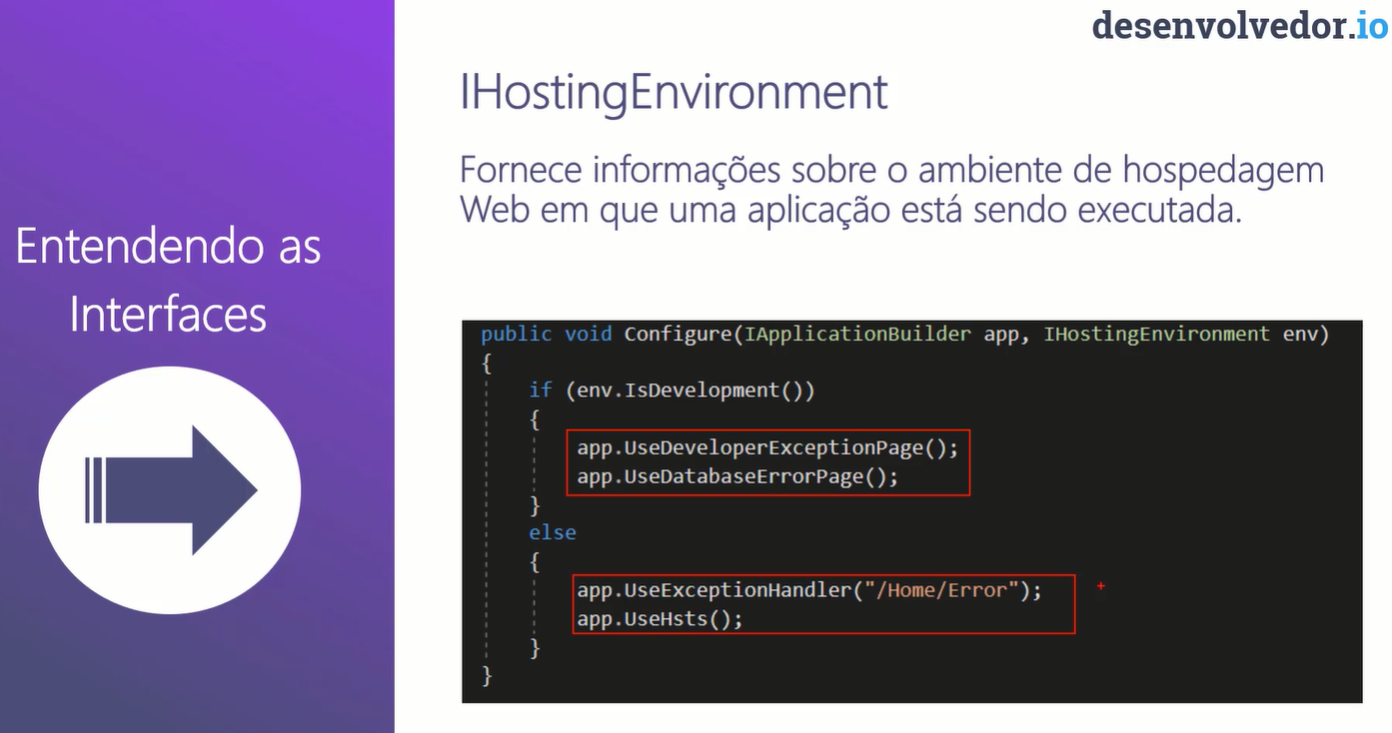 desenvolvedor.io
Entendendo as
Interfaces
IHostingEnvironment
Fornece informações sobre o ambiente de hospedagem
Web em que uma aplicação está sendo executada.
public void Configure(IApplicationBuilder app, IHostingEnvironment env)
{
if (env.IsDevelopment())
{
app.UseDeveloperExceptionPage();
app.UseDatabaseErrorPage();
}
else
{
app.UseExceptionHandler("/Home/Error");
app.UseHsts();
}
}